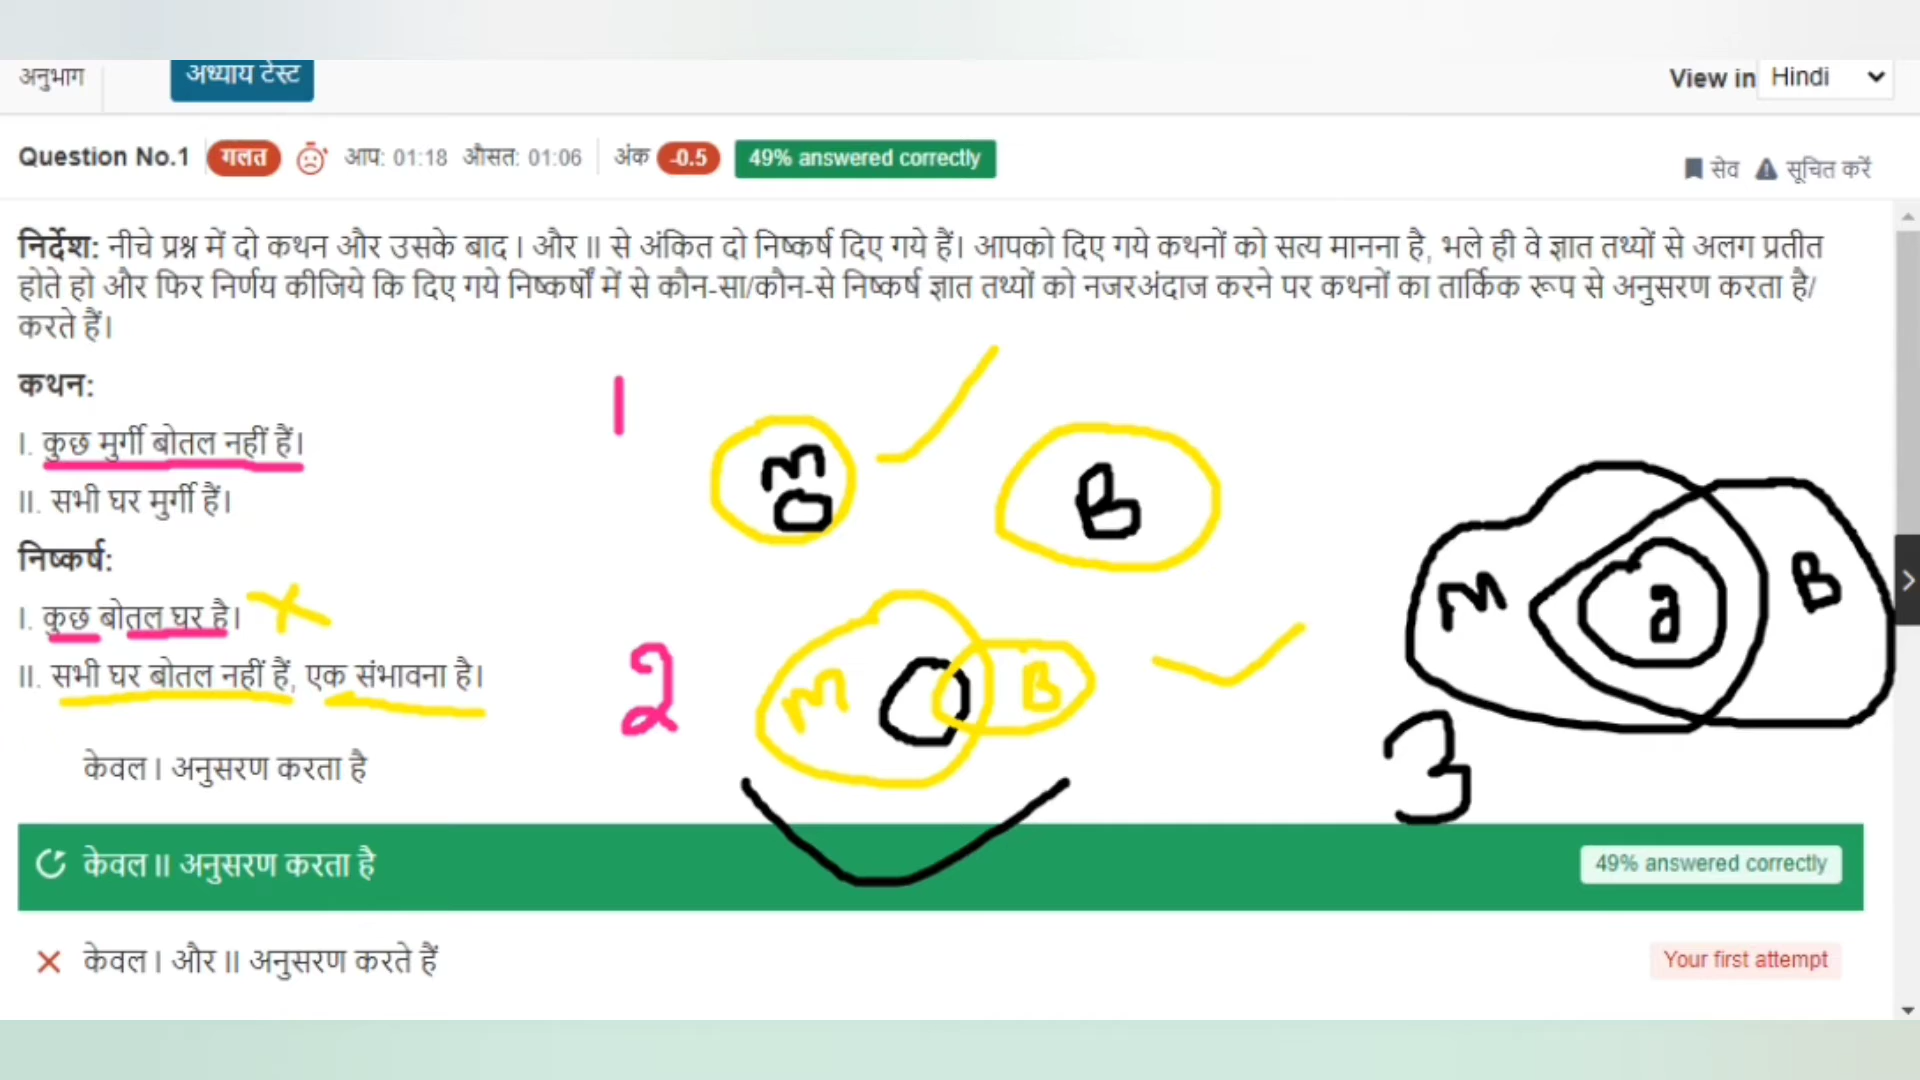 अनुभाग
अध्याय टेस्ट
View in Hindi
Question No.1 गलत आप: 01:18 औसत: 01:06 अंक -0.5 49% answered correctly
सेव सूचित करें
निर्देश: नीचे प्रश्न में दो कथन और उसके बाद I और II से अंकित दो निष्कर्ष दिए गये हैं। आपको दिए गये कथनों को सत्य मानना है, भले ही वे ज्ञात तथ्यों से अलग प्रतीत
होते हो और फिर निर्णय कीजिये कि दिए गये निष्कर्षों में से कौन-सा/कौन-से निष्कर्ष ज्ञात तथ्यों को नजरअंदाज करने पर कथनों का तार्किक रूप से अनुसरण करता है/
करते हैं।
कथन:
I. कुछ मुर्गी बोतल नहीं हैं।
II. सभी घर मुर्गी हैं।
निष्कर्ष:
I. कुछ बोतल घर है।
II. सभी घर बोतल नहीं हैं, एक संभावना है।
1
m
B
2
m
B
m
B
3
केवल I अनुसरण करता है
केवल II अनुसरण करता है
49% answered correctly
केवल I और II अनुसरण करते हैं
Your first attempt